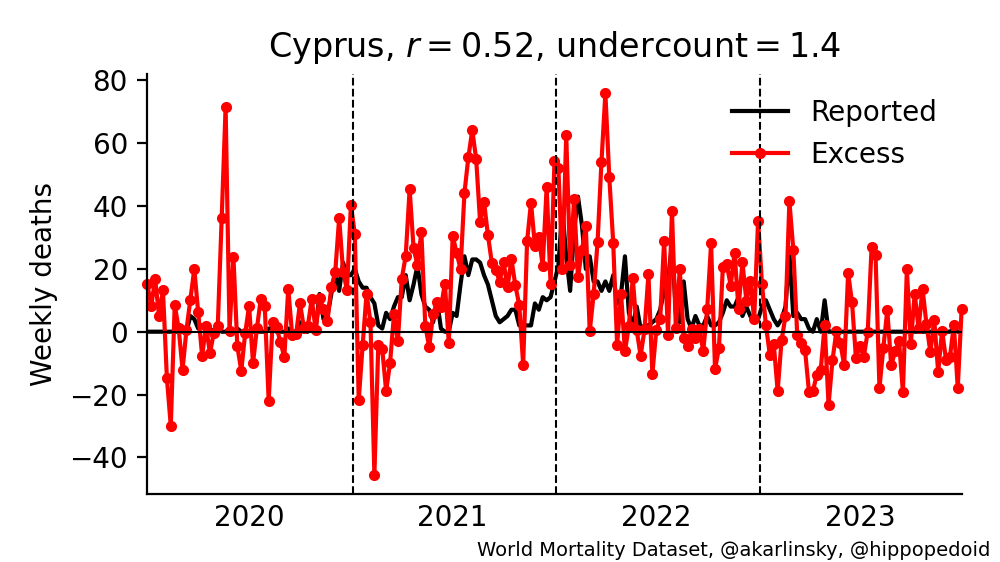 Cyprus, r = 0.52, undercount = 1.4
Weekly deaths
80
60
40
20
0
−20
−40
Reported
Excess
2020 2021 2022 2023
World Mortality Dataset, @akarlinsky, @hippopedoid